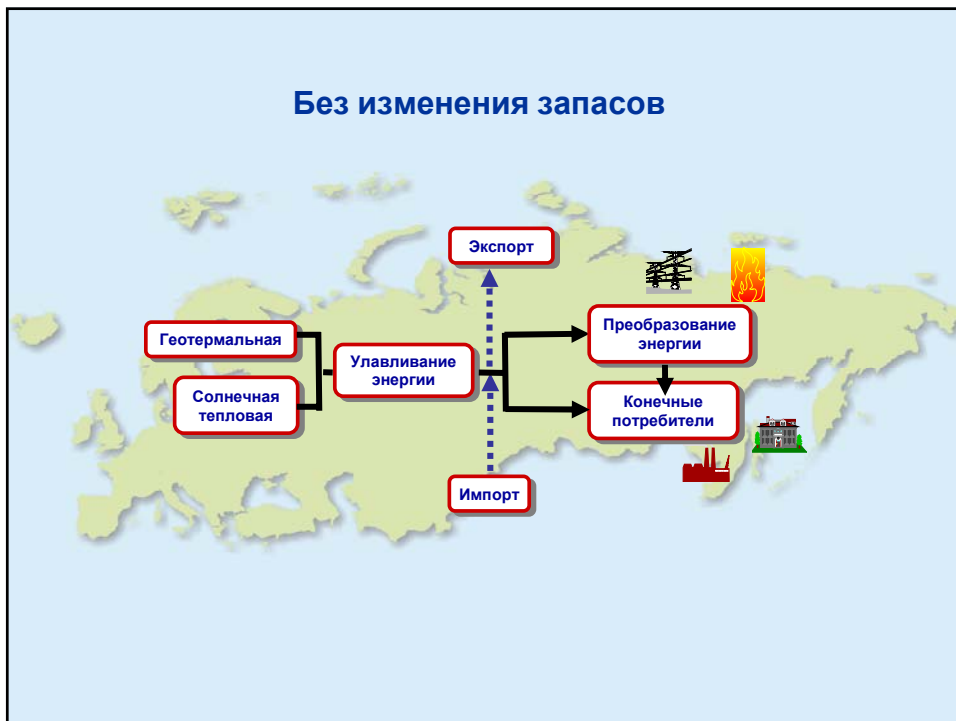 Без изменения запасов
Экспорт
Геотермальная
Солнечная
тепловая
Улавливание
энергии
Преобразование
энергии
Конечные
потребители
Импорт